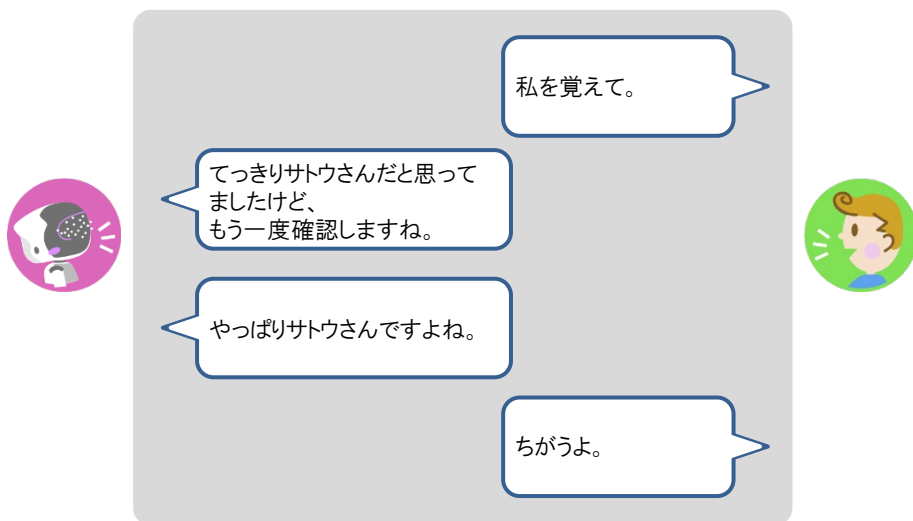 私を覚えて。
てっきりサトウさんだと思って
ましたけど、
もう一度確認しますね。
やっぱりサトウさんですよね。
ちがうよ。